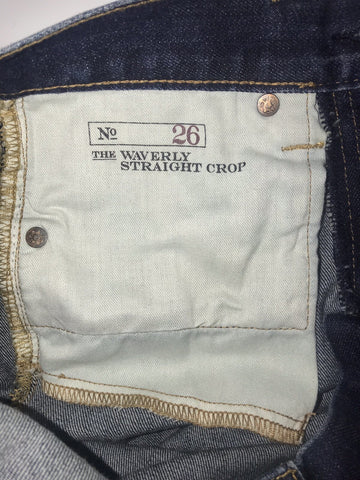 No 26
THE WAVERLY
STRAIGHT CROP